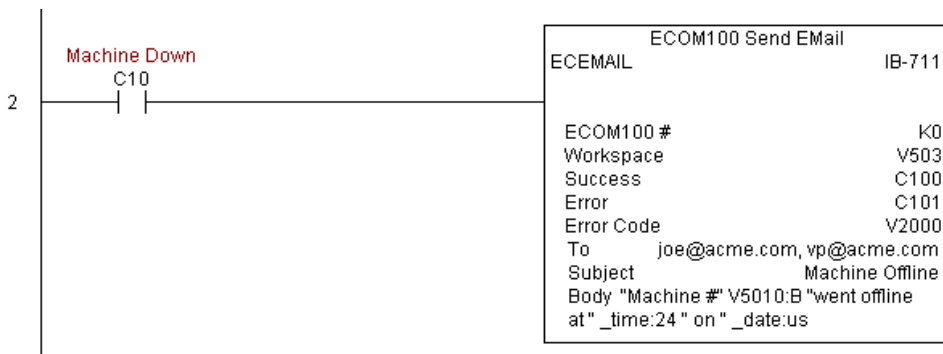 ECOM100 Send EMail
ECEMAIL IB-711
Machine Down
C10
2
ECOM100 # K0
Workspace V503
Success C100
Error C101
Error Code V2000
To joe@acme.com, vp@acme.com
Subject Machine Offline
Body "Machine #" V5010:B "went offline
at " _time:24 " on " _date:us